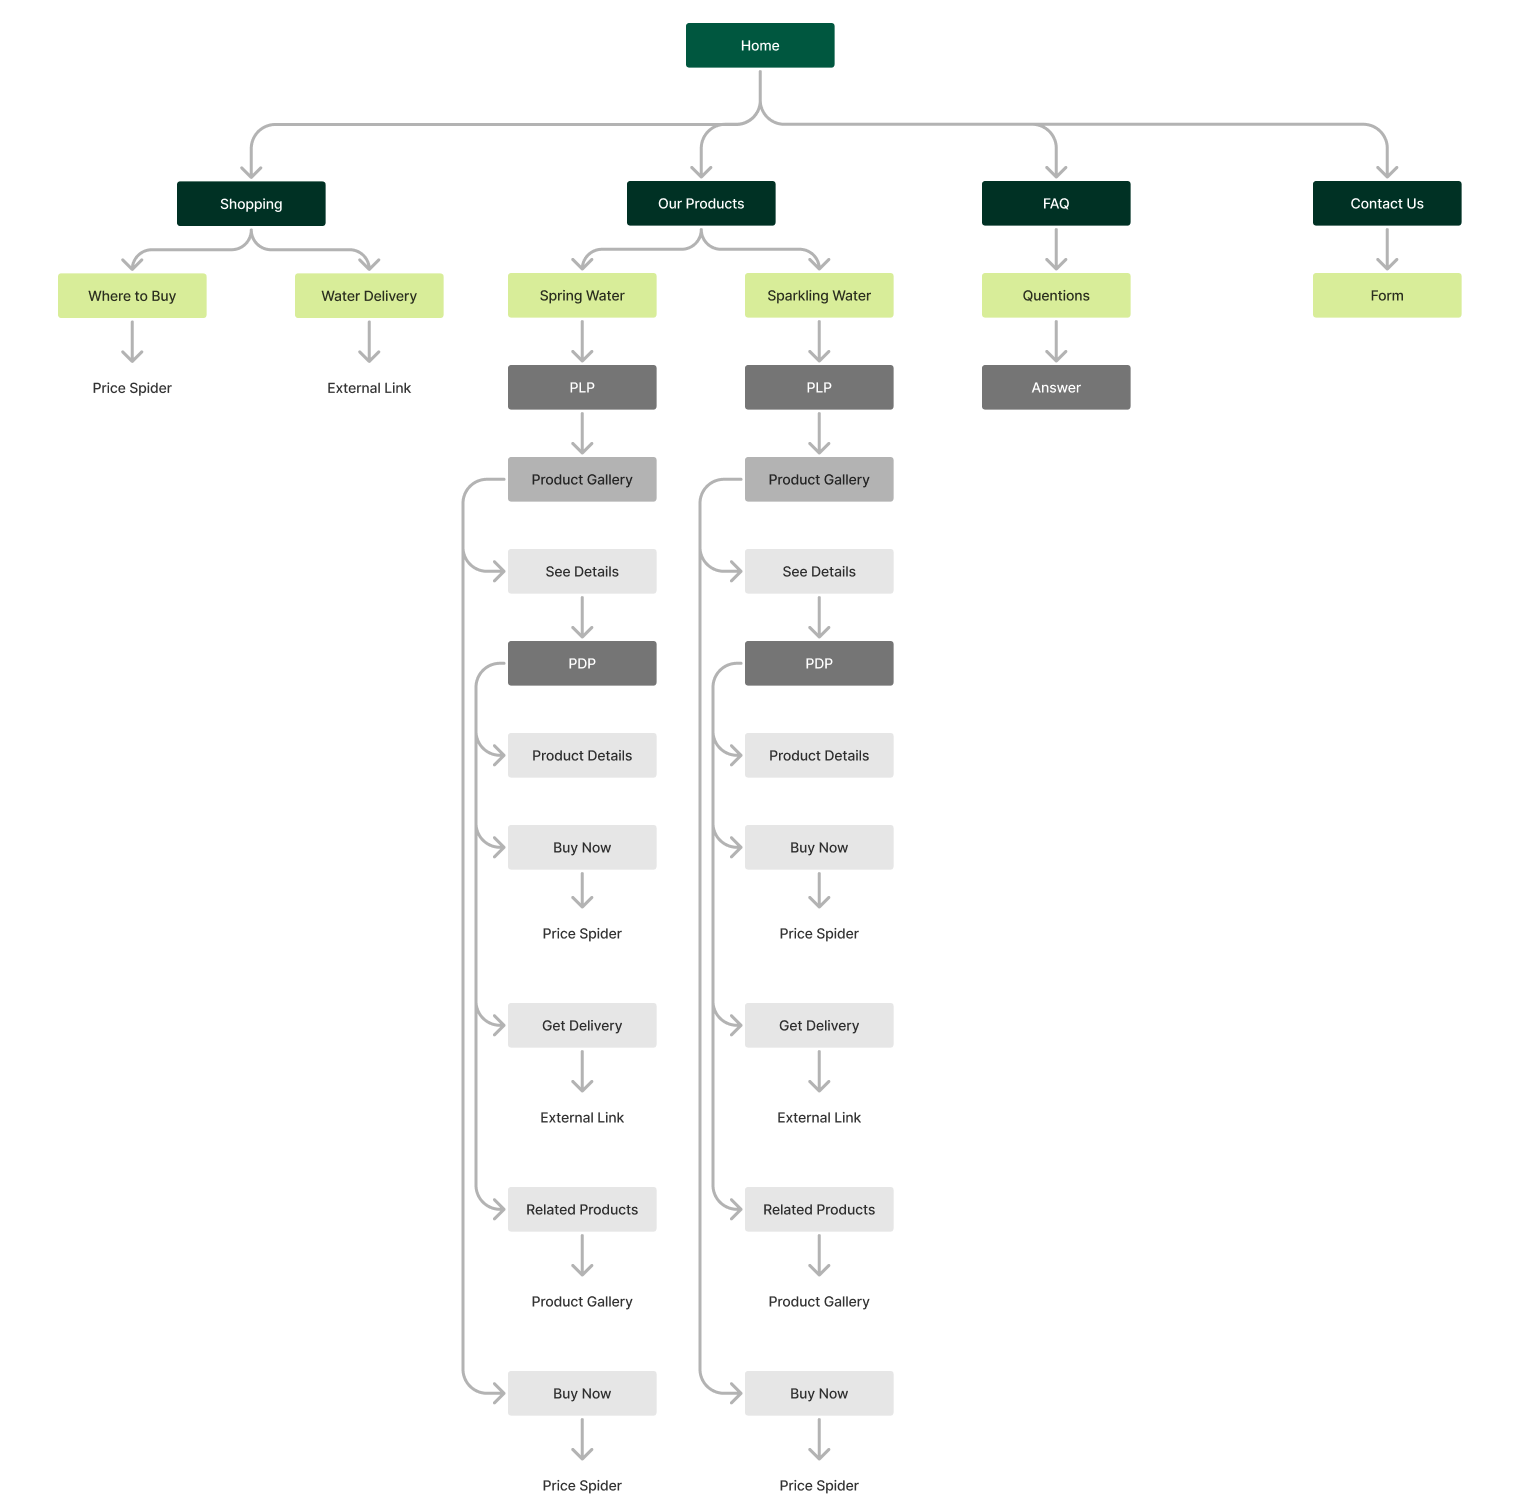 Home
Shopping
Our Products
FAQ
Contact Us
Where to Buy
Water Delivery
Spring Water
Sparkling Water
Quentions
Form
Price Spider
External Link
PLP
PLP
Answer
Product Gallery
Product Gallery
See Details
See Details
PDP
PDP
Product Details
Product Details
Buy Now
Buy Now
Price Spider
Price Spider
Get Delivery
Get Delivery
External Link
External Link
Related Products
Related Products
Product Gallery
Product Gallery
Buy Now
Buy Now
Price Spider
Price Spider